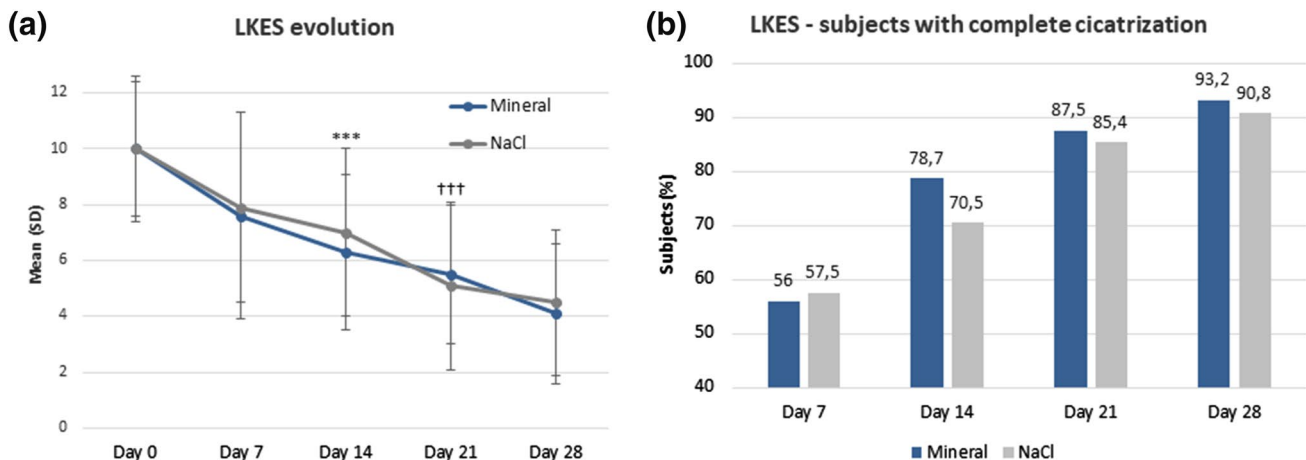 (a)
LKES evolution
Mean (SD)
12
10
8
6
4
2
0
***
†††
Mineral
NaCl
Day 0 Day 7 Day 14 Day 21 Day 28
(b)
LKES - subjects with complete cicatrization
Subjects (%)
100
90
80
70
60
50
40
56 57,5
78,7 70,5
87,5 85,4
93,2 90,8
Day 7 Day 14 Day 21 Day 28
Mineral NaCl